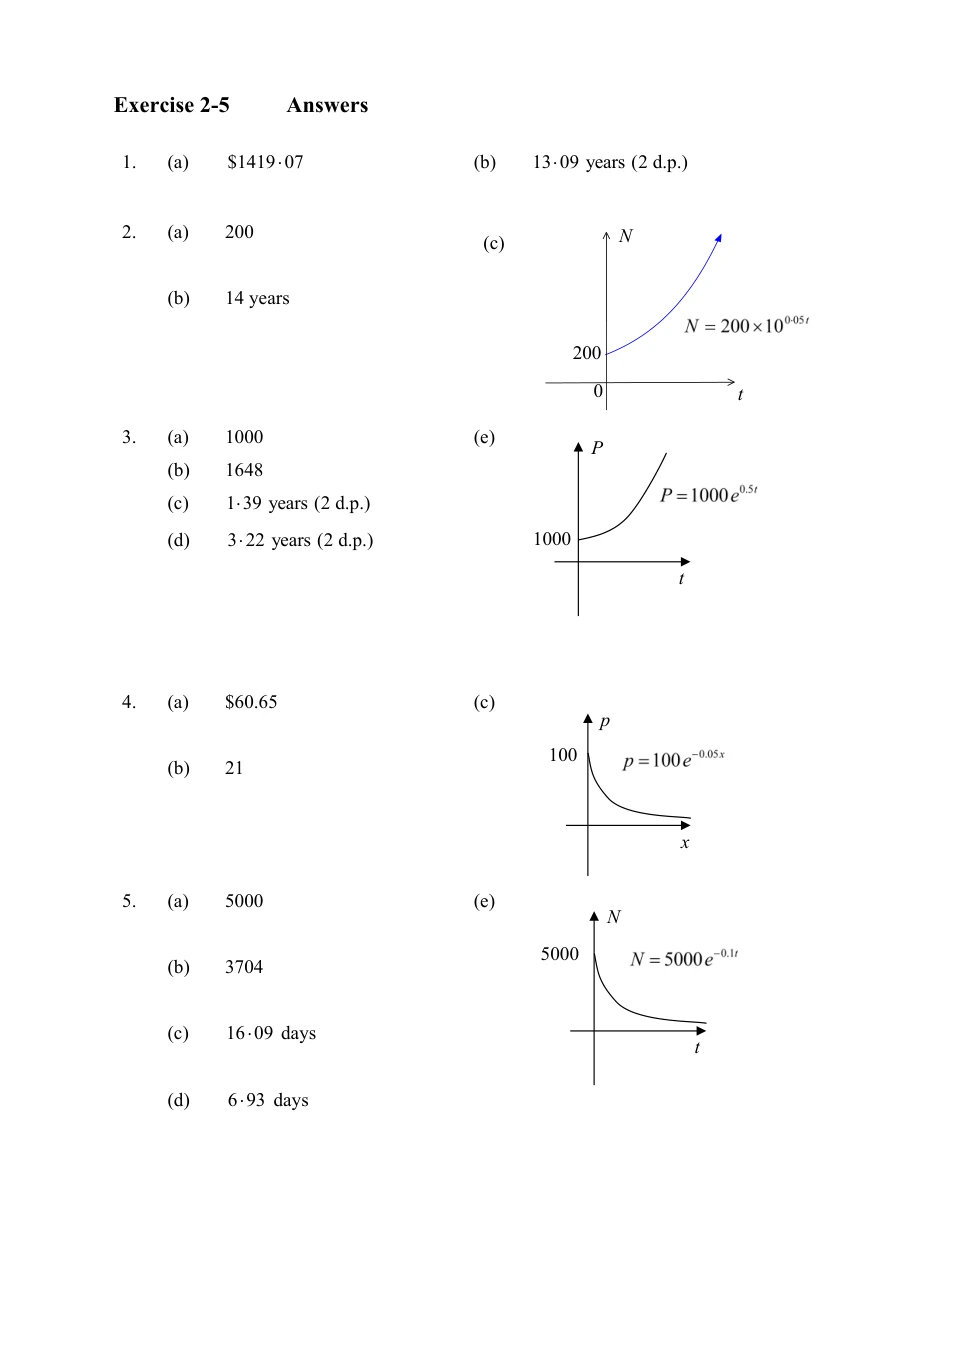 Exercise 2-5 Answers
1. (a) $1419·07 (b) 13·09 years (2 d.p.)
2. (a) 200 (c) N
(b) 14 years
N = 200 × 10^0·05t
200
0
t
3. (a) 1000 (e) P
(b) 1648
P = 1000e^0.5t
(c) 1·39 years (2 d.p.)
(d) 3·22 years (2 d.p.) 1000
t
4. (a) $60.65 (c)
p
100 p = 100e^−0.05x
(b) 21
x
5. (a) 5000 (e)
N
5000 N = 5000e^−0.1t
(b) 3704
(c) 16·09 days
t
(d) 6·93 days